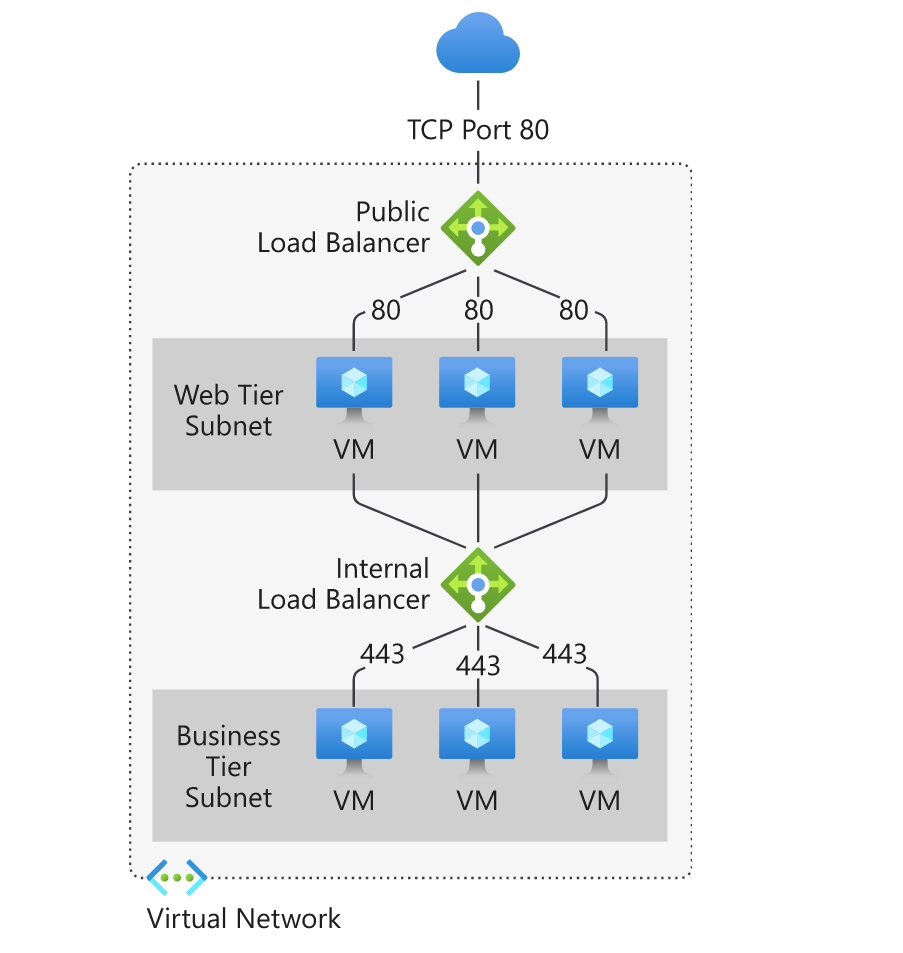 TCP Port 80
Public
Load Balancer
80
80
80
Web Tier
Subnet
VM
VM
VM
Internal
Load Balancer
443
443
443
Business
Tier
Subnet
VM
VM
VM
Virtual Network